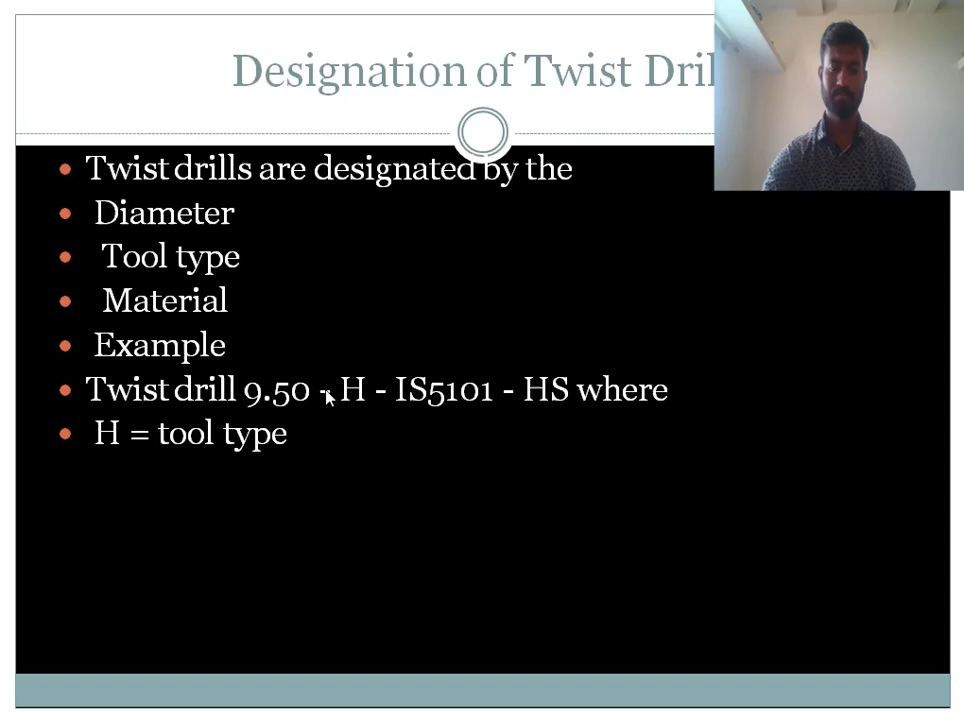 Designation of Twist Dril
Twist drills are designated by the
Diameter
Tool type
Material
Example
Twist drill 9.50 - H - IS5101 - HS where
H = tool type